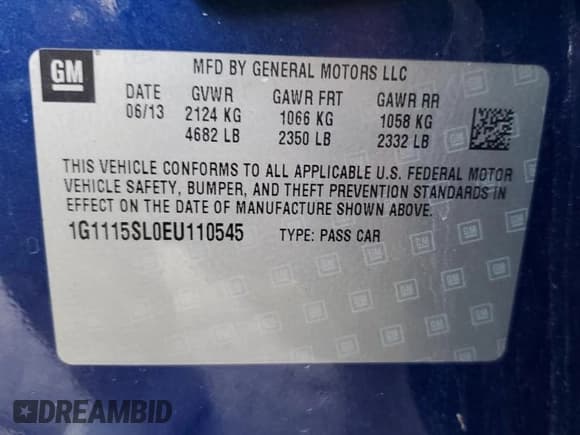 GM
MFD BY GENERAL MOTORS LLC
DATE GVWR GAWR FRT GAWR RR
06/13 2124 KG 1066 KG 1058 KG
4682 LB 2350 LB 2332 LB
THIS VEHICLE CONFORMS TO ALL APPLICABLE U.S. FEDERAL MOTOR
VEHICLE SAFETY, BUMPER, AND THEFT PREVENTION STANDARDS IN
EFFECT ON THE DATE OF MANUFACTURE SHOWN ABOVE.
1G1115SL0EU110545 TYPE: PASS CAR
DREAMBID